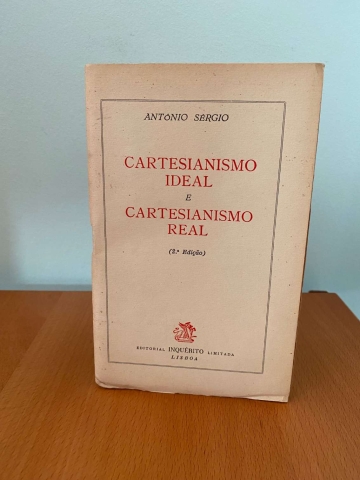 ANTÓNIO SÉRGIO
CARTESIANISMO
IDEAL
E
CARTESIANISMO
REAL
(2.ª Edição)
EDITORIAL INQUÉRITO LIMITADA
LISBOA